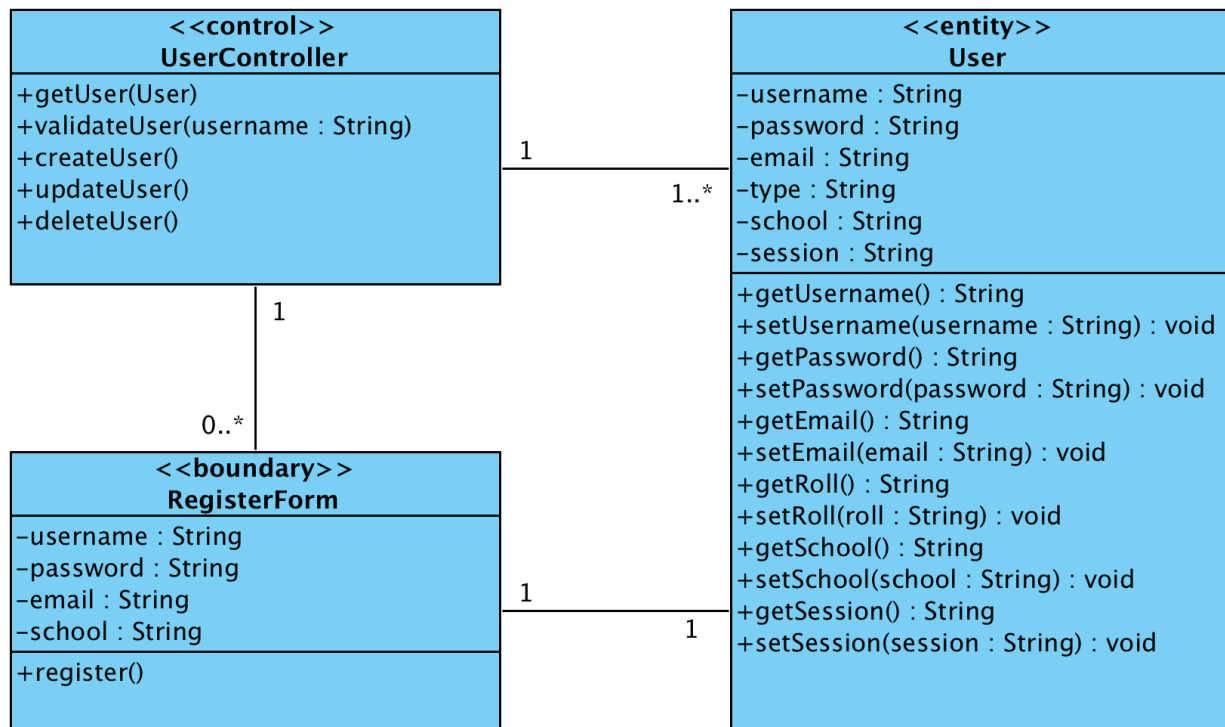 <<control>>
UserController
+getUser(User)
+validateUser(username : String)
+createUser()
+updateUser()
+deleteUser()
1
1..*
1
0..*
<<boundary>>
RegisterForm
-username : String
-password : String
-email : String
-school : String
+register()
1
1
<<entity>>
User
-username : String
-password : String
-email : String
-type : String
-school : String
-session : String
+getUsername() : String
+setUsername(username : String) : void
+getPassword() : String
+setPassword(password : String) : void
+getEmail() : String
+setEmail(email : String) : void
+getRoll() : String
+setRoll(roll : String) : void
+getSchool() : String
+setSchool(school : String) : void
+getSession() : String
+setSession(session : String) : void